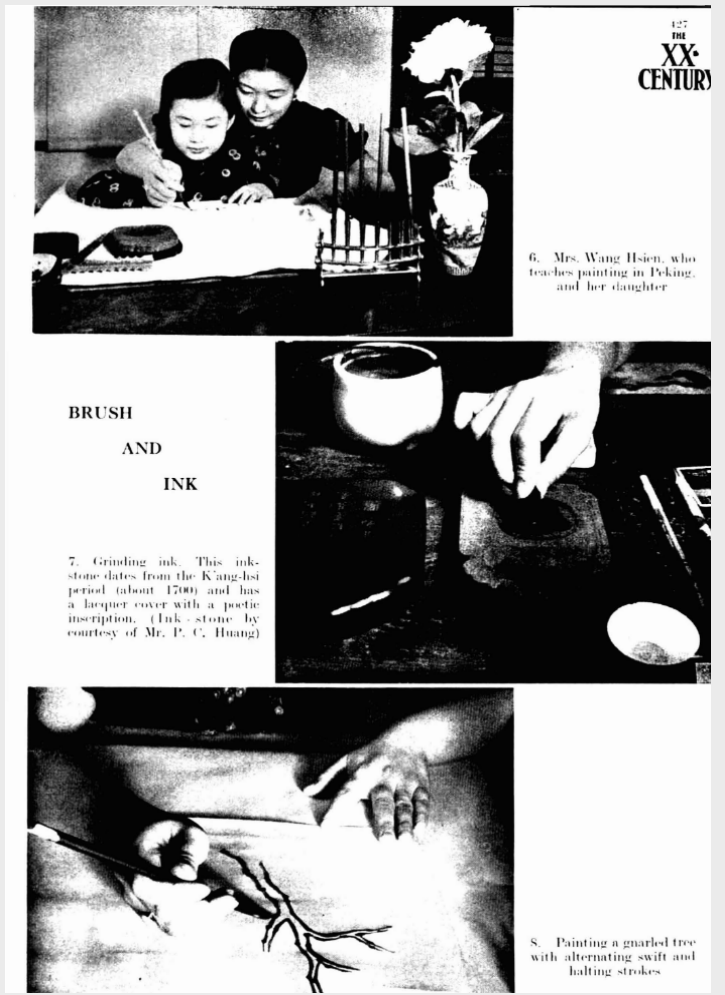 427
THE
XX·
CENTURY
6. Mrs. Wang Hsien, who
teaches painting in Peking,
and her daughter
BRUSH
AND
INK
7. Grinding ink. This ink-
stone dates from the K'ang-hsi
period (about 1700) and has
a lacquer cover with a poetic
inscription. (Ink-stone by
courtesy of Mr. P. C. Huang)
8. Painting a gnarled tree
with alternating swift and
halting strokes